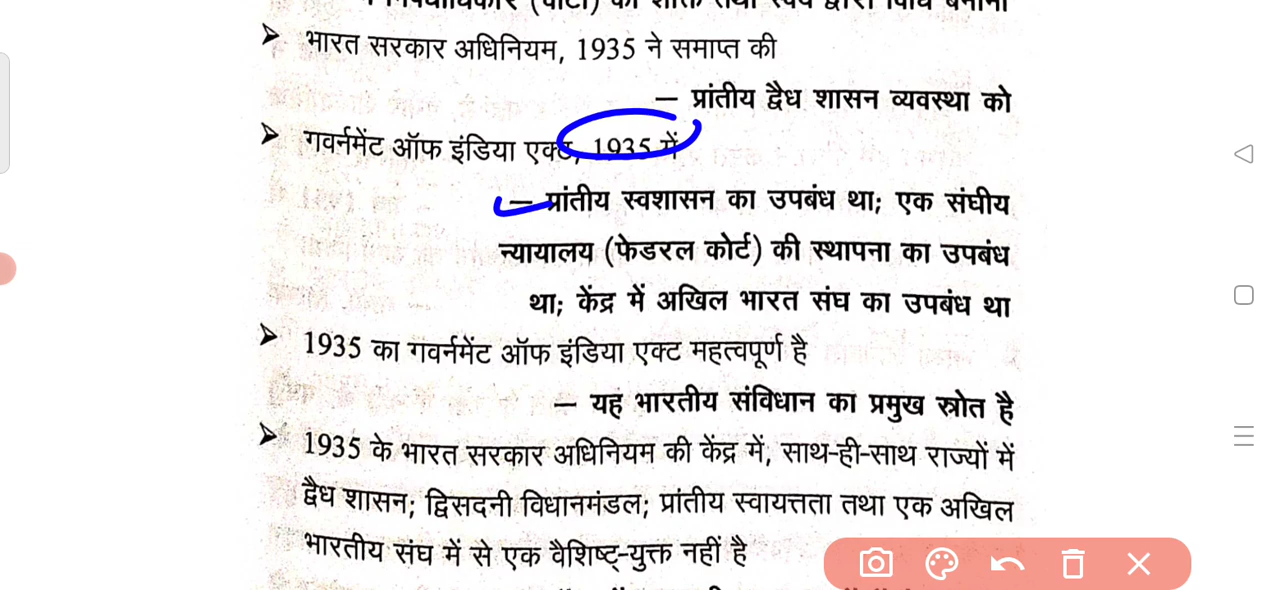 भारत सरकार अधिनियम, 1935 ने समाप्त की
— प्रांतीय द्वैध शासन व्यवस्था को
गवर्नमेंट ऑफ इंडिया एक्ट, 1935 में
— प्रांतीय स्वशासन का उपबंध था; एक संघीय
न्यायालय (फेडरल कोर्ट) की स्थापना का उपबंध
था; केंद्र में अखिल भारत संघ का उपबंध था
1935 का गवर्नमेंट ऑफ इंडिया एक्ट महत्वपूर्ण है
— यह भारतीय संविधान का प्रमुख स्रोत है
1935 के भारत सरकार अधिनियम की केंद्र में, साथ-ही-साथ राज्यों में
द्वैध शासन; द्विसदनी विधानमंडल; प्रांतीय स्वायत्तता तथा एक अखिल
भारतीय संघ में से एक वैशिष्ट्-युक्त नहीं है